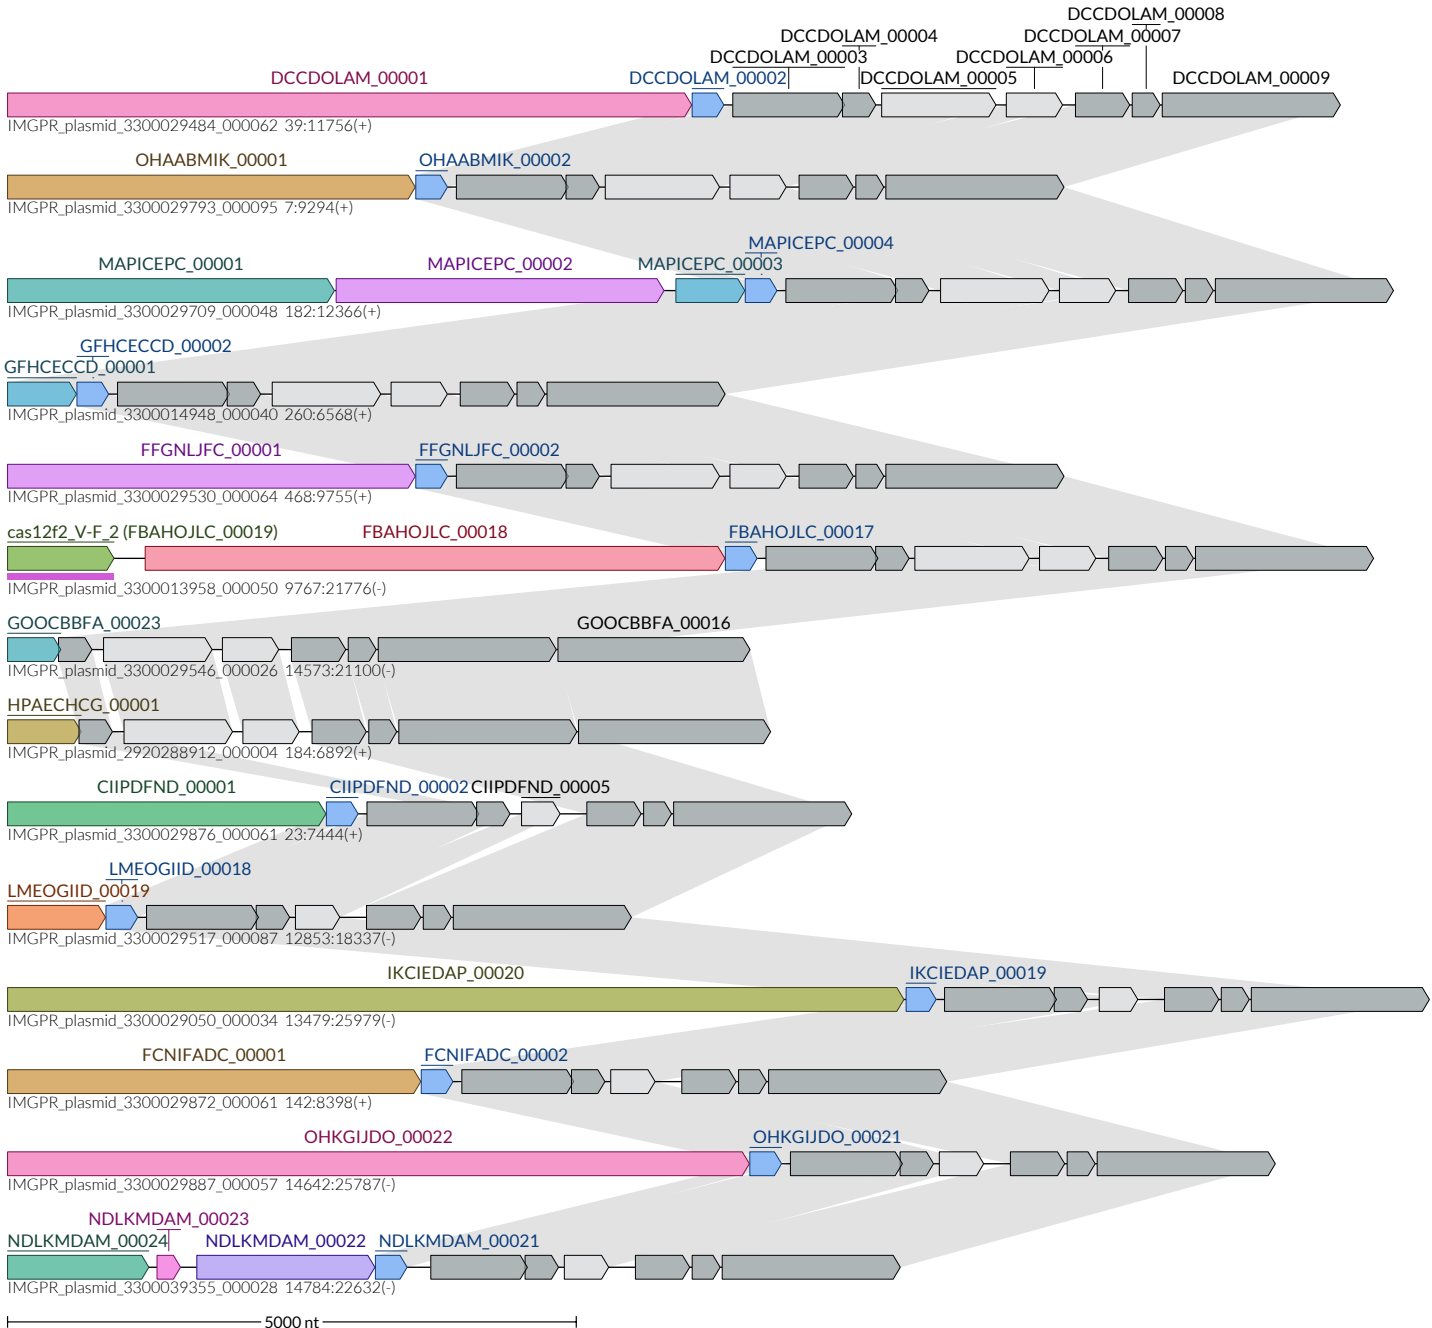 DCCDOLAM_00008
DCCDOLAM_00004 DCCDOLAM_00007
DCCDOLAM_00003 DCCDOLAM_00006
DCCDOLAM_00001 DCCDOLAM_00002 DCCDOLAM_00005 DCCDOLAM_00009
IMGPR_plasmid_3300029484_000062 39:11756(+)
OHAABMIK_00001 OHAABMIK_00002
IMGPR_plasmid_3300029793_000095 7:9294(+)
MAPICEPC_00004
MAPICEPC_00001 MAPICEPC_00002 MAPICEPC_00003
IMGPR_plasmid_3300029709_000048 182:12366(+)
GFHCECCD_00002
GFHCECCD_00001
IMGPR_plasmid_3300014948_000040 260:6568(+)
FFGNLJFC_00001 FFGNLJFC_00002
IMGPR_plasmid_3300029530_000064 468:9755(+)
cas12f2_V-F_2 (FBAHOJLC_00019) FBAHOJLC_00018 FBAHOJLC_00017
IMGPR_plasmid_3300013958_000050 9767:21776(-)
GOOCBBFA_00023 GOOCBBFA_00016
IMGPR_plasmid_3300029546_000026 14573:21100(-)
HPAECHCG_00001
IMGPR_plasmid_2920288912_000004 184:6892(+)
CIIPDFND_00001 CIIPDFND_00002 CIIPDFND_00005
IMGPR_plasmid_3300029876_000061 23:7444(+)
LMEOGIID_00018
LMEOGIID_00019
IMGPR_plasmid_3300029517_000087 12853:18337(-)
IKCIEDAP_00020 IKCIEDAP_00019
IMGPR_plasmid_3300029050_000034 13479:25979(-)
FCNIFADC_00001 FCNIFADC_00002
IMGPR_plasmid_3300029872_000061 142:8398(+)
OHKGIJDO_00022 OHKGIJDO_00021
IMGPR_plasmid_3300029887_000057 14642:25787(-)
NDLKMDAM_00023
NDLKMDAM_00024 NDLKMDAM_00022 NDLKMDAM_00021
IMGPR_plasmid_3300039355_000028 14784:22632(-)
5000 nt